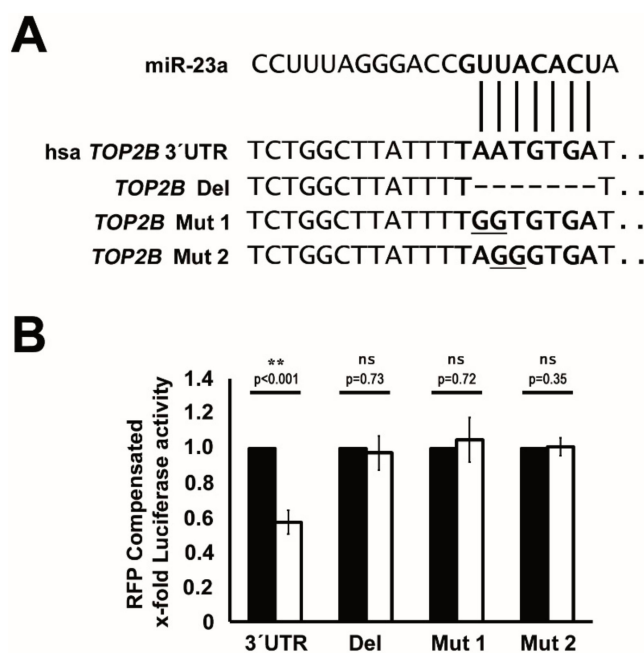 A
miR-23a CCUUUAGGGACCGUUACACUA
hsa TOP2B 3´UTR TCTGGCTTATTTTAATGTGAT..
TOP2B Del TCTGGCTTATTTT-------T..
TOP2B Mut 1 TCTGGCTTATTTTGGTGTGAT..
TOP2B Mut 2 TCTGGCTTATTTTAGGGTGAT..
B
** ns ns ns
p<0.001 p=0.73 p=0.72 p=0.35
RFP Compensated
x-fold Luciferase activity
1.4
1.2
1.0
0.8
0.6
0.4
0.2
0
3´UTR Del Mut 1 Mut 2